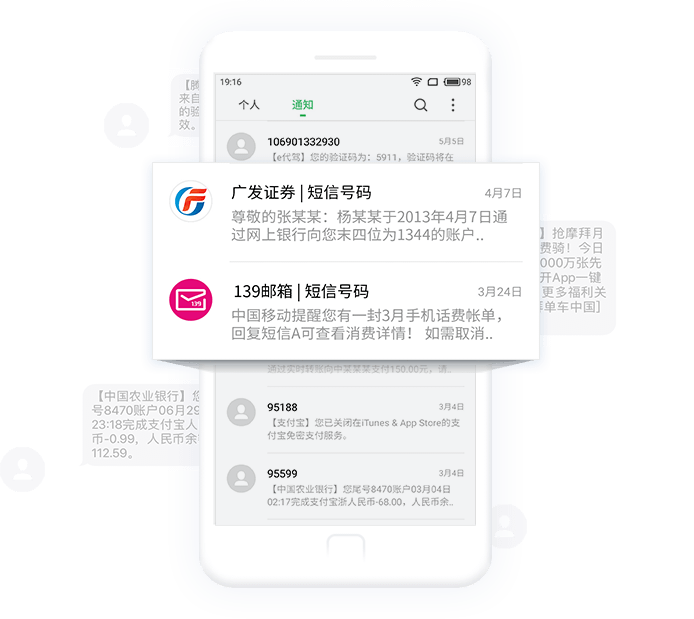 19:16
98
个人
通知
【腾
来自
的验
效。
106901332930
5月5日
【e代驾】您的验证码为：5911，验证码将在
广发证券 | 短信号码
4月7日
尊敬的张某某：杨某某于2013年4月7日通
过网上银行向您末四位为1344的账户..
139邮箱 | 短信号码
3月24日
139
中国移动提醒您有一封3月手机话费帐单，
回复短信A可查看消费详情！ 如需取消..
】抢摩拜月
费骑！今日
000万张先
开App一键
更多福利关
摩拜单车中国]
通过实时转账向中某某某支付150.00元，请..
95188
3月4日
【支付宝】您已关闭在iTunes & App Store的支
付宝免密支付服务。
【中国农业银行】您
号8470账户06月29
23:18完成支付宝人
币-0.99，人民币余
112.59。
95599
3月4日
【中国农业银行】您尾号8470账户03月04日
02:17完成支付宝浙人民币-68.00，人民币余..